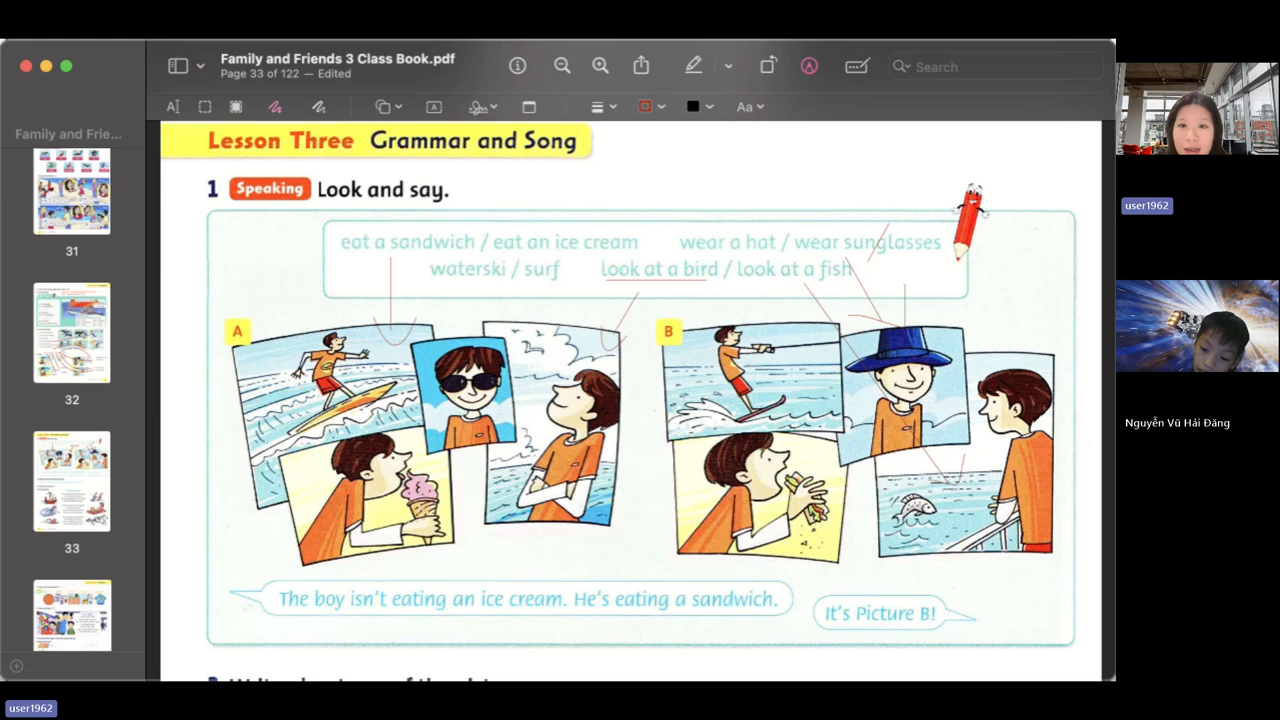 Family and Friends 3 Class Book.pdf
Page 33 of 122 — Edited
Search
Aa
Family and Frie...
31
32
33
Lesson Three Grammar and Song
1 Speaking Look and say.
eat a sandwich / eat an ice cream wear a hat / wear sunglasses
waterski / surf look at a bird / look at a fish
A
B
The boy isn't eating an ice cream. He's eating a sandwich.
It's Picture B!
user1962
Nguyễn Vũ Hải Đăng
user1962